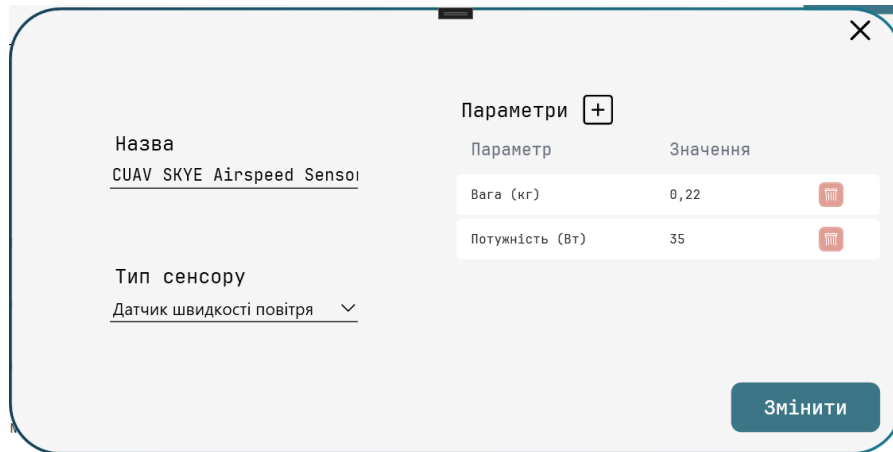 Назва
CUAV SKYE Airspeed Sensor
Тип сенсору
Датчик швидкості повітря
Параметри
Параметр Значення
Вага (кг) 0,22
Потужність (Вт) 35
Змінити